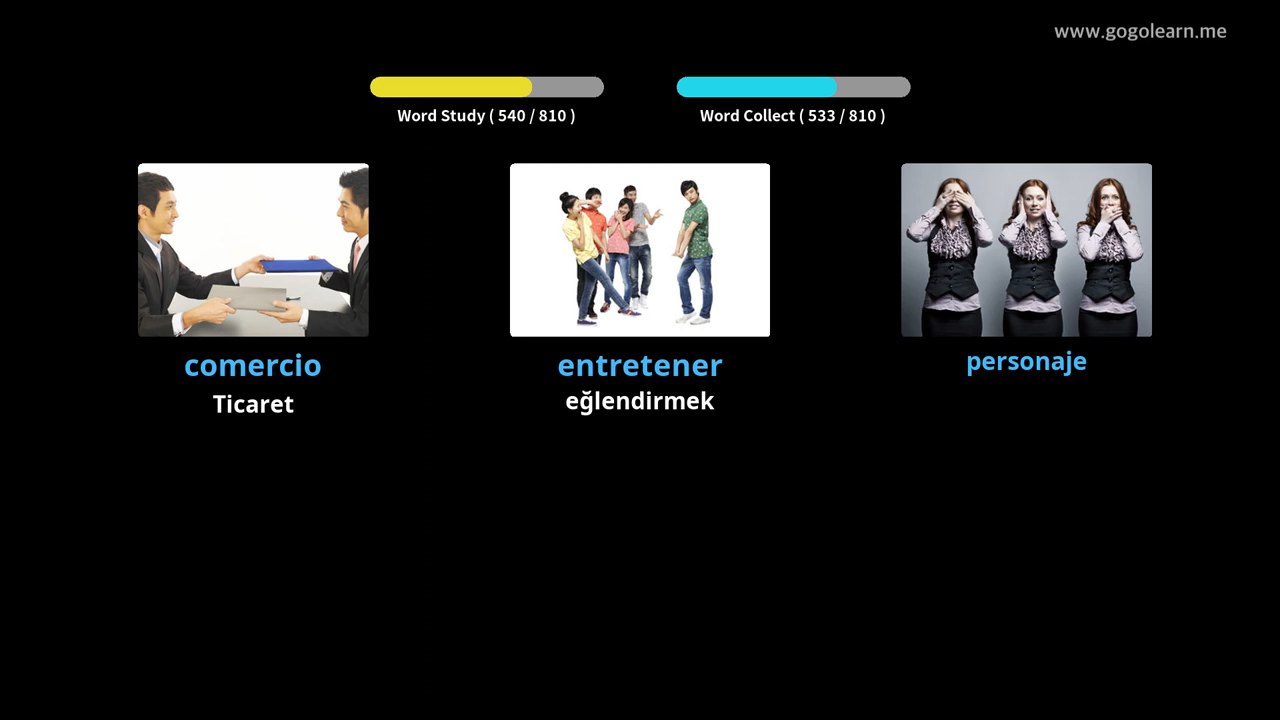 www.gogolearn.me
Word Study ( 540 / 810 )
Word Collect ( 533 / 810 )
comercio
Ticaret
entretener
eğlendirmek
personaje